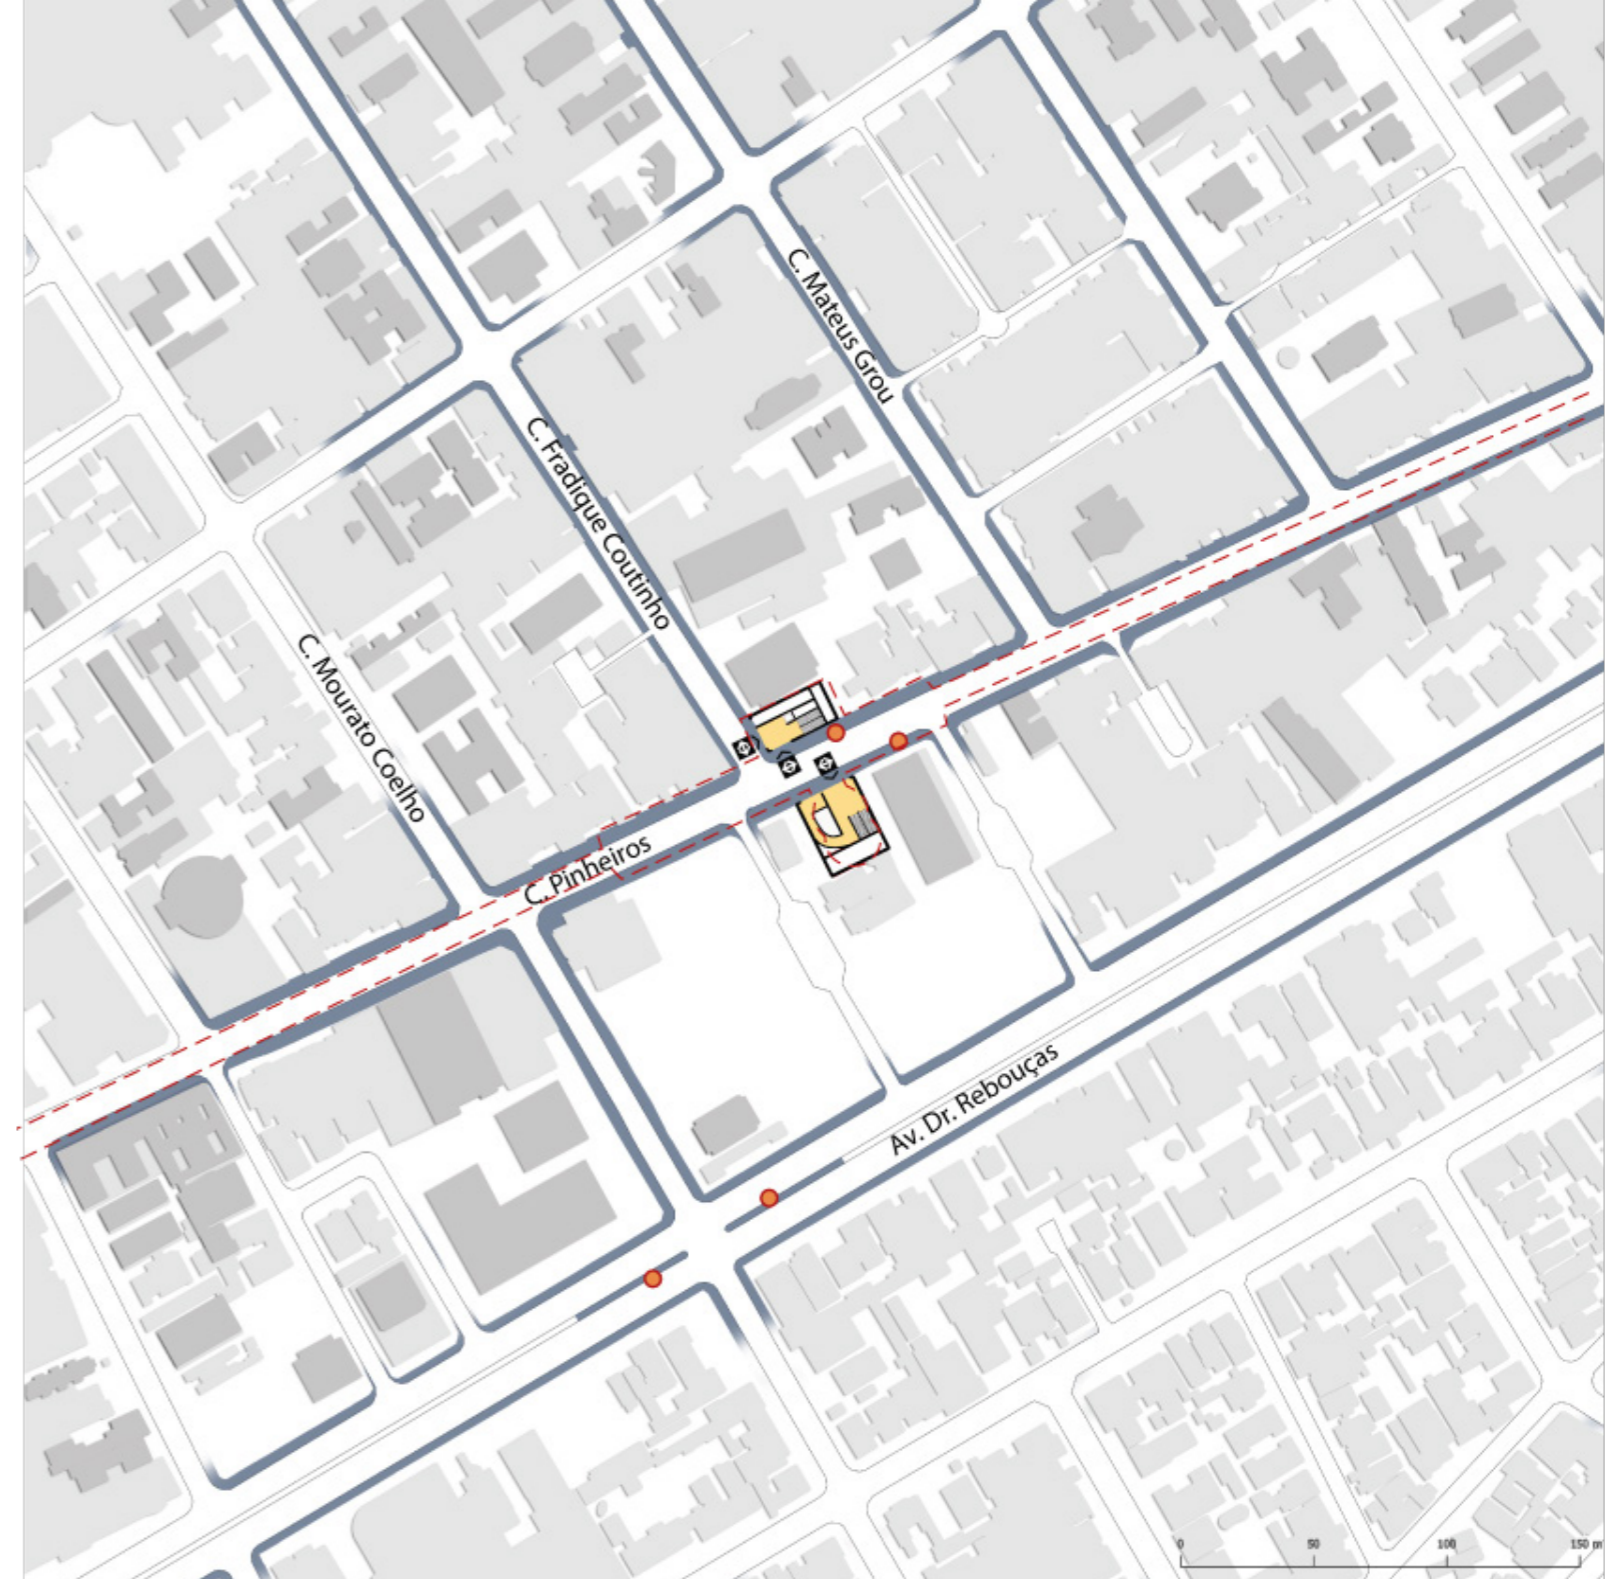 C. Mateus Grou
C. Fradique Coutinho
C. Mourato Coelho
C. Pinheiros
Av. Dr. Rebouças
0 50 100 150 m